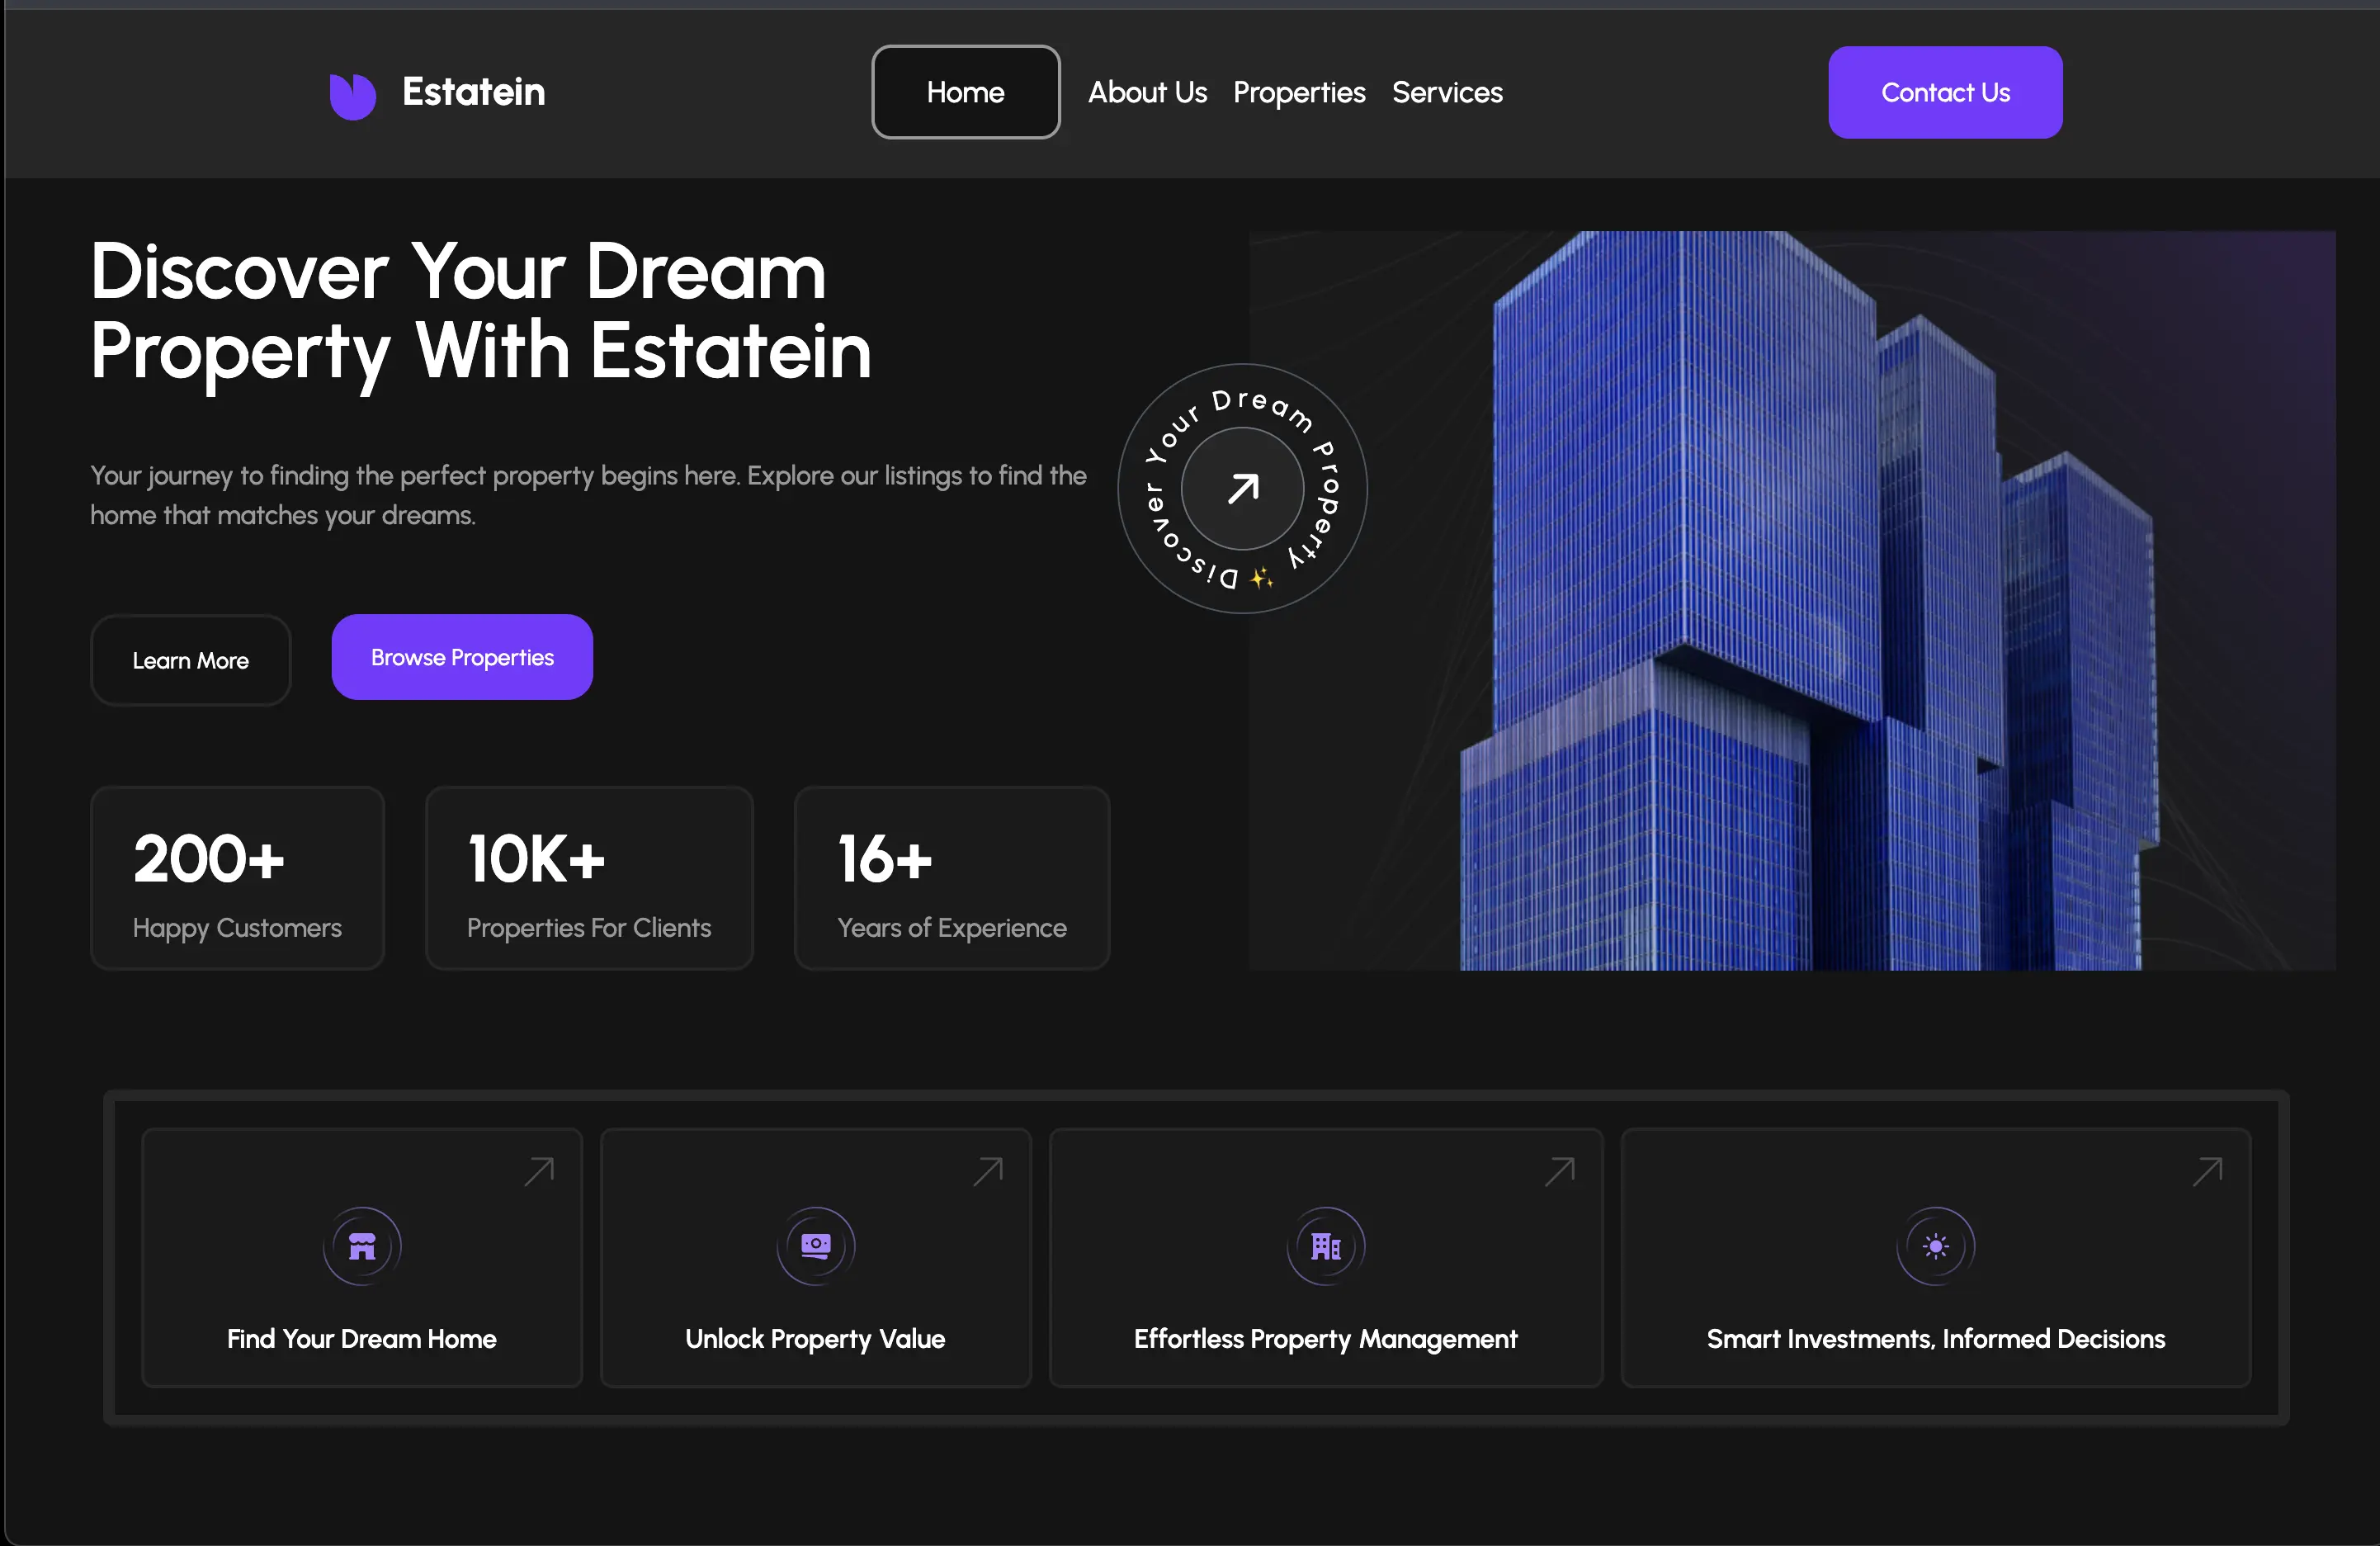 Estatein
Home
About Us
Properties
Services
Contact Us
Discover Your Dream
Property With Estatein
Your journey to finding the perfect property begins here. Explore our listings to find the
home that matches your dreams.
✨ Discover Your Dream Property
Learn More
Browse Properties
200+
Happy Customers
10K+
Properties For Clients
16+
Years of Experience
Find Your Dream Home
Unlock Property Value
Effortless Property Management
Smart Investments, Informed Decisions